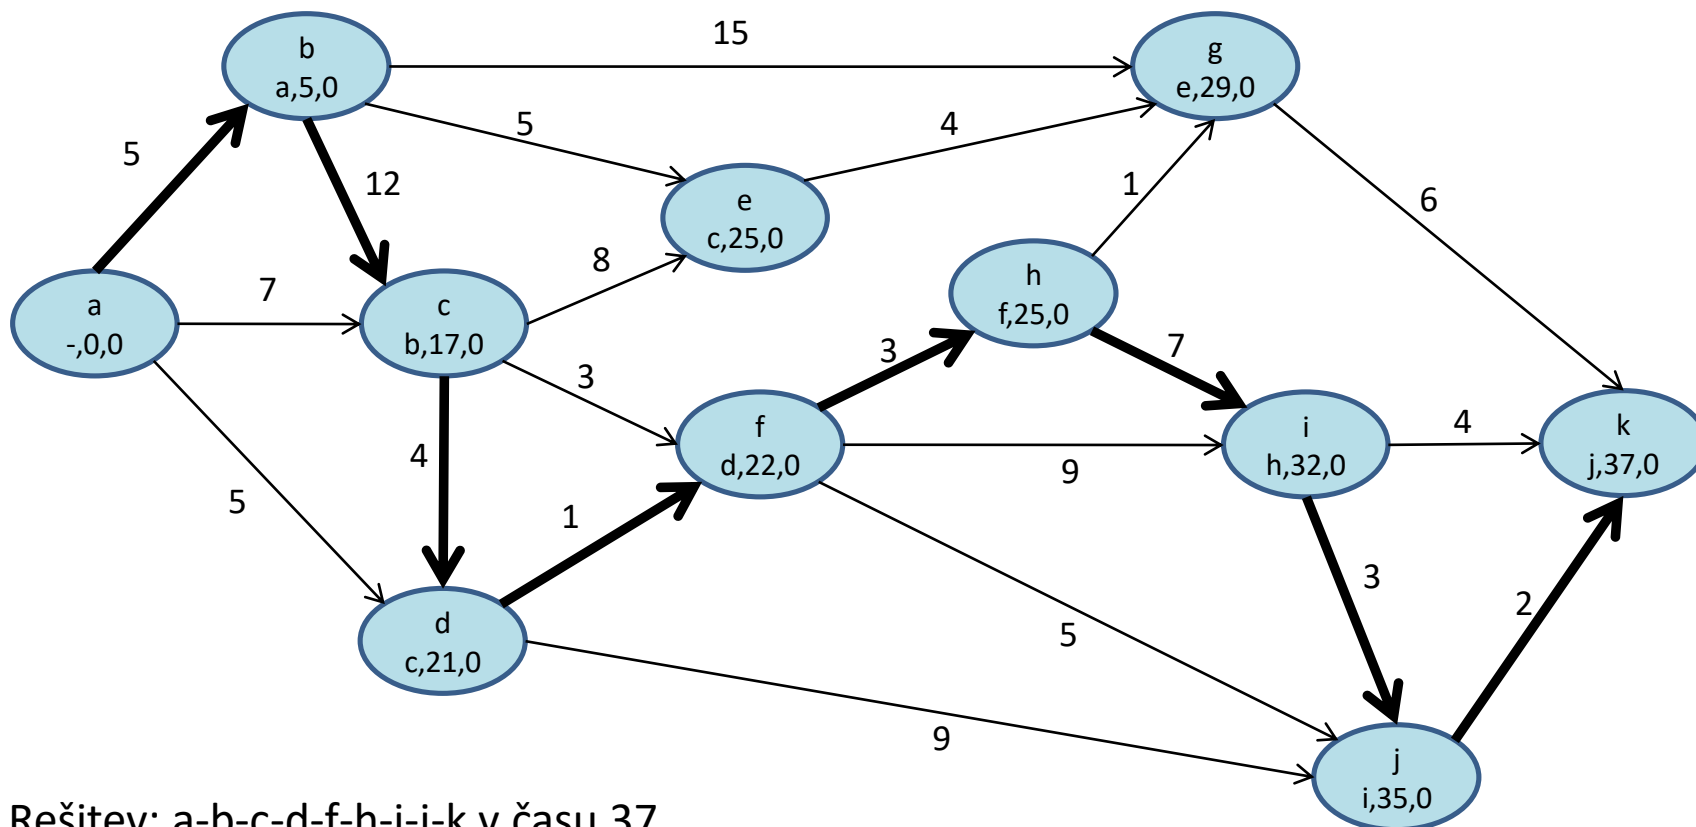 b
a,5,0
15
g
e,29,0
5
5
12
4
e
c,25,0
1
6
8
h
f,25,0
a
-,0,0
7
c
b,17,0
3
3
7
f
d,22,0
i
h,32,0
4
k
j,37,0
4
9
5
1
3
2
d
c,21,0
5
9
j
i,35,0
Rešitev: a-b-c-d-f-h-i-j-k v času 37